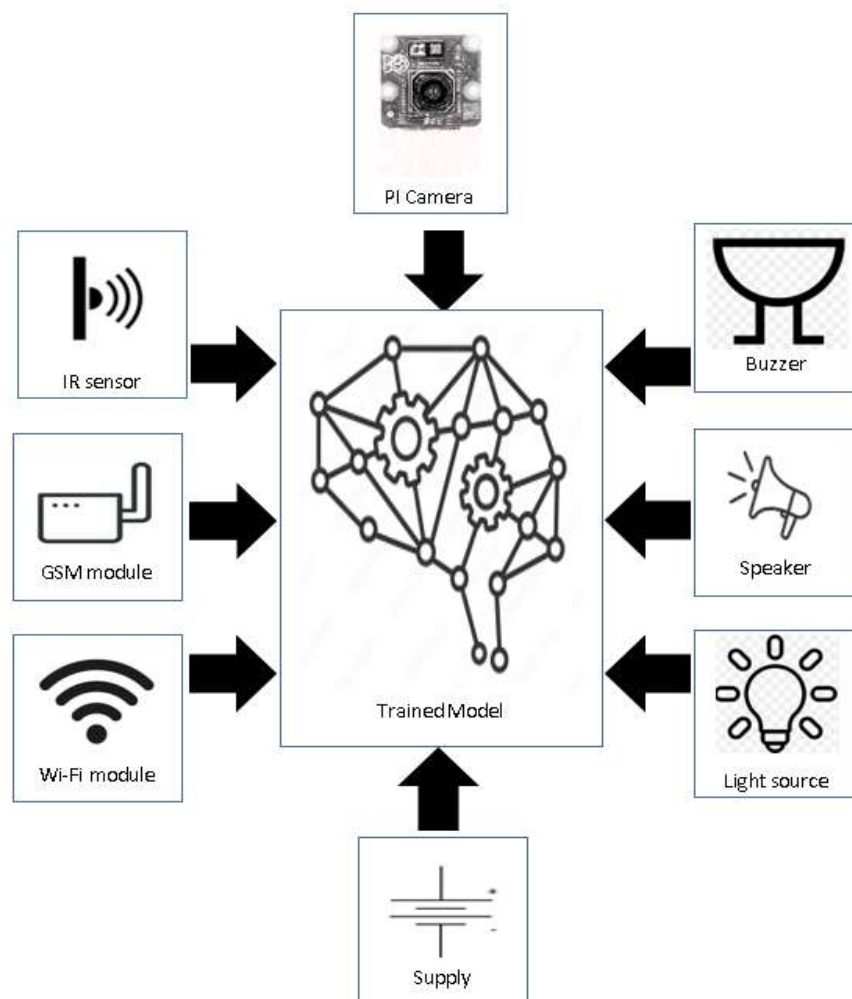 PI Camera
IR sensor
Buzzer
GSM module
Speaker
Trained Model
Wi-Fi module
Light source
+
-
Supply